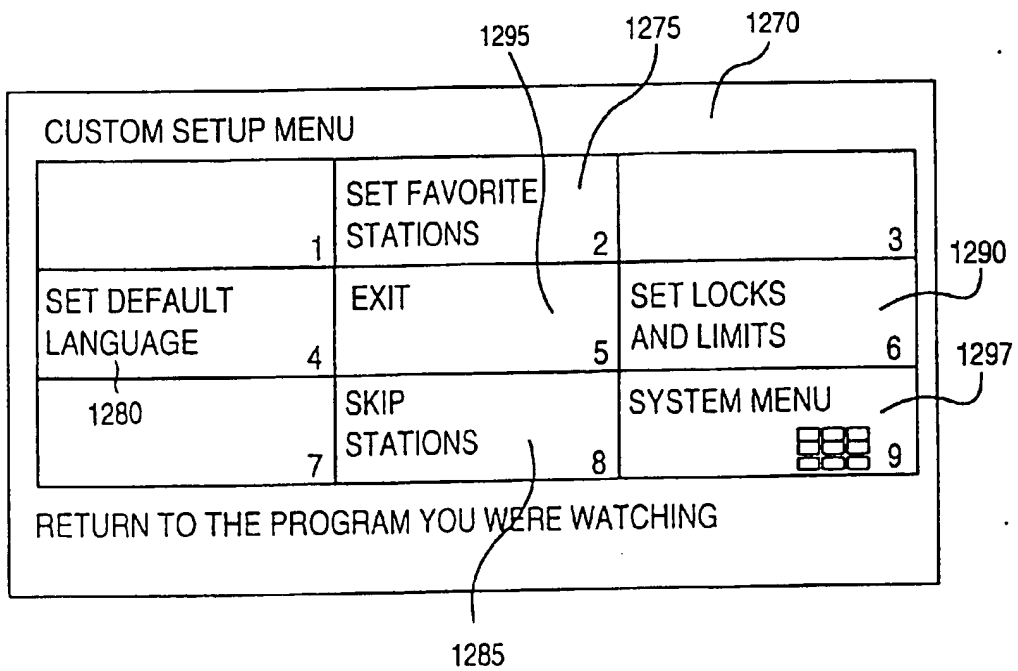 1295
1275
1270
CUSTOM SETUP MENU
1
SET FAVORITE
STATIONS
2
3
1290
SET DEFAULT
LANGUAGE
4
EXIT
5
SET LOCKS
AND LIMITS
6
1297
1280
7
SKIP
STATIONS
8
SYSTEM MENU
9
RETURN TO THE PROGRAM YOU WERE WATCHING
1285